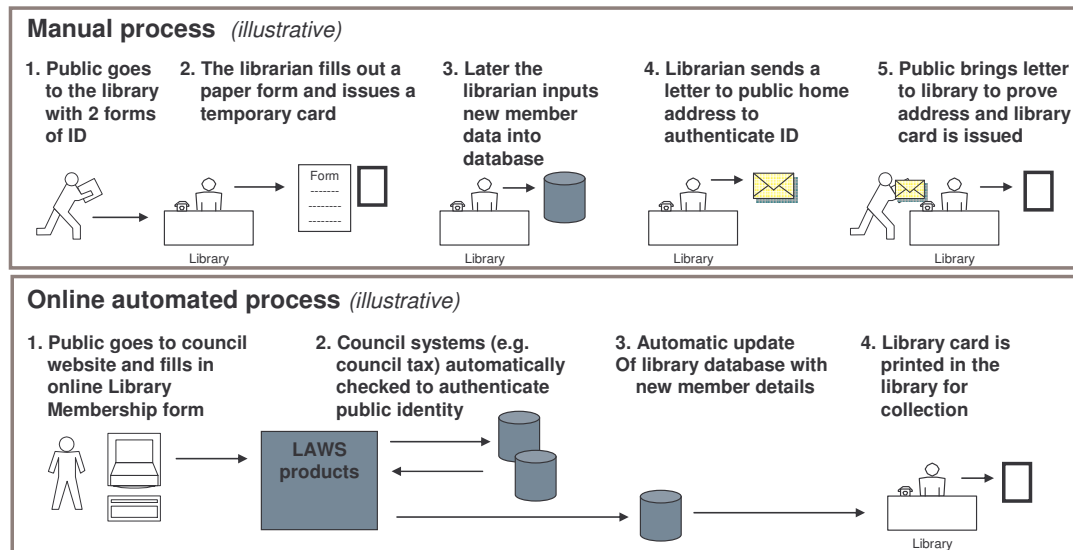 Manual process (illustrative)
1. Public goes
to the library
with 2 forms
of ID
2. The librarian fills out a
paper form and issues a
temporary card
3. Later the
librarian inputs
new member
data into
database
4. Librarian sends a
letter to public home
address to
authenticate ID
5. Public brings letter
to library to prove
address and library
card is issued
Form
Library
Library
Library
Library
Online automated process (illustrative)
1. Public goes to council
website and fills in
online Library
Membership form
2. Council systems (e.g.
council tax) automatically
checked to authenticate
public identity
3. Automatic update
Of library database with
new member details
4. Library card is
printed in the
library for
collection
LAWS
products
Library